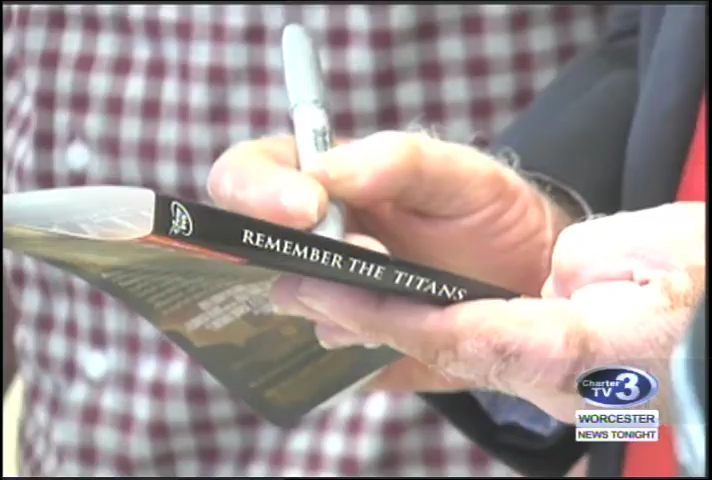 REMEMBER THE TITANS
Charter
TV 3
WORCESTER
NEWS TONIGHT